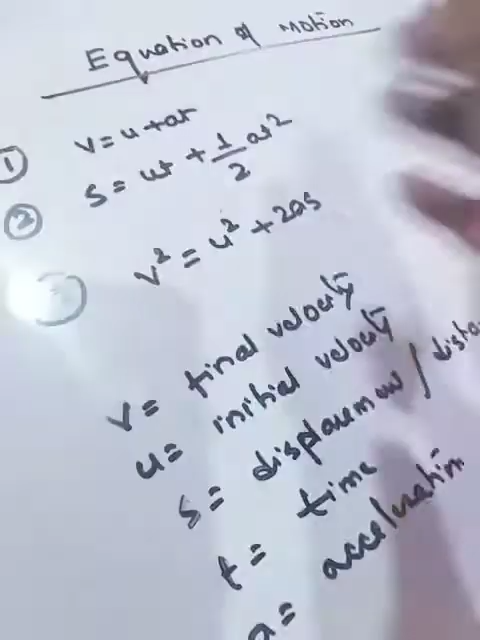 Equation of Motion
① v = u + at
② s = ut + 1/2 at²
v² = u² + 2as
v = final velocity
u = initial velocity
s = displacement /
t = time
a = acceleration